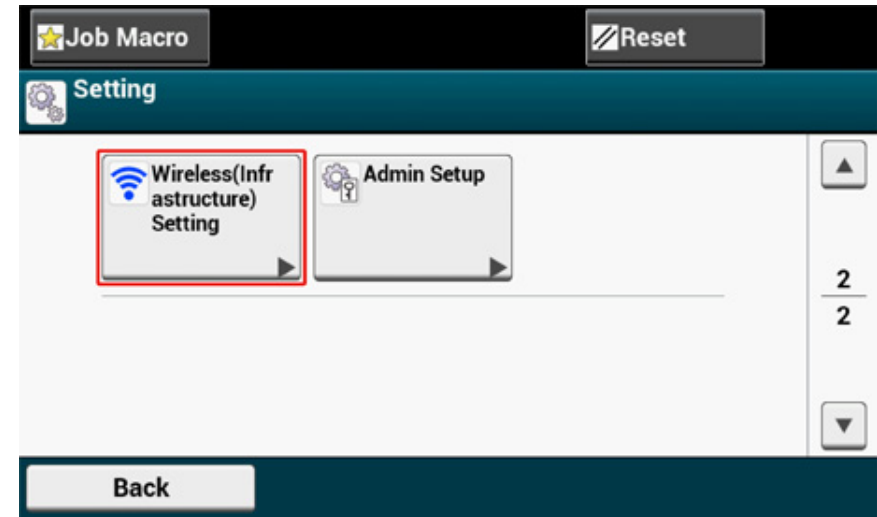 Job Macro
Reset
Setting
Wireless(Infr
astructure)
Setting
Admin Setup
2
2
Back